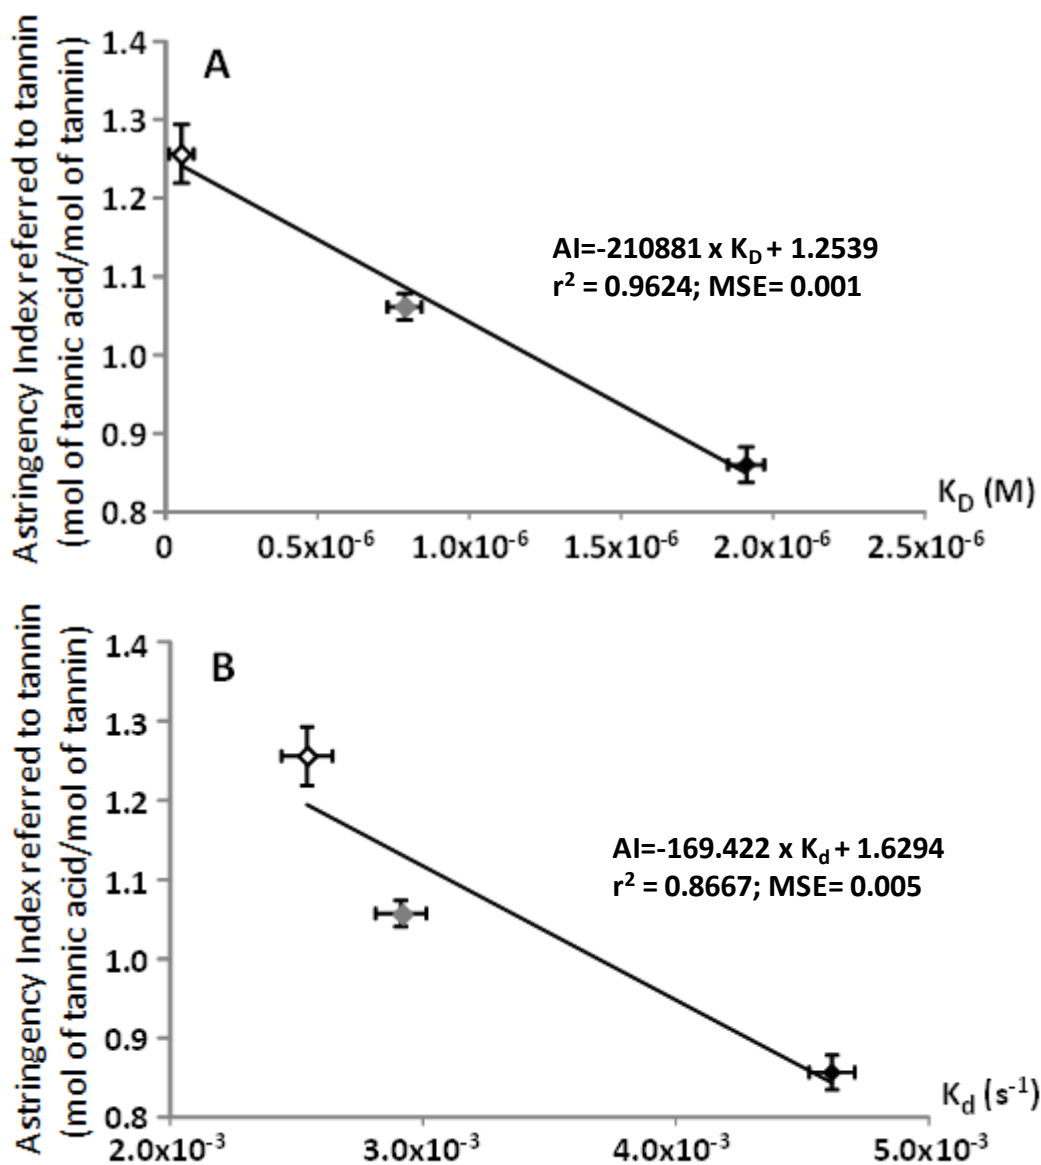 Astringency Index referred to tannin
(mol of tannic acid/mol of tannin)
A
1.4
1.3
1.2
1.1
1.0
0.9
0.8
AI=-210881 x K_D + 1.2539
r² = 0.9624; MSE= 0.001
K_D (M)
0 0.5x10⁻⁶ 1.0x10⁻⁶ 1.5x10⁻⁶ 2.0x10⁻⁶ 2.5x10⁻⁶
Astringency Index referred to tannin
(mol of tannic acid/mol of tannin)
B
1.4
1.3
1.2
1.1
1.0
0.9
0.8
AI=-169.422 x K_d + 1.6294
r² = 0.8667; MSE= 0.005
K_d (s⁻¹)
2.0x10⁻³ 3.0x10⁻³ 4.0x10⁻³ 5.0x10⁻³